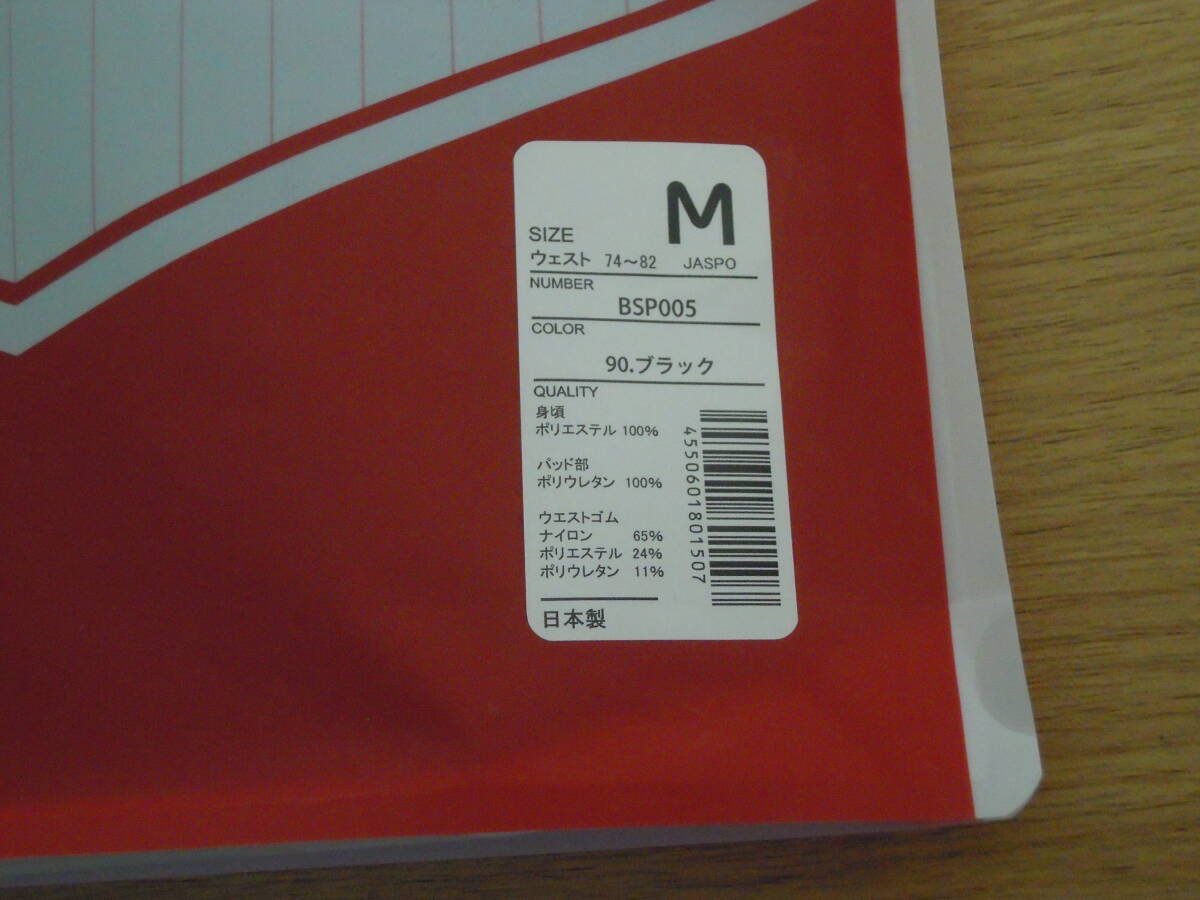 M
SIZE
ウェスト 74～82 JASPO
NUMBER
BSP005
COLOR
90.ブラック
QUALITY
身頃
ポリエステル 100%
パッド部
ポリウレタン 100%
ウエストゴム
ナイロン 65%
ポリエステル 24%
ポリウレタン 11%
日本製
4550601801507